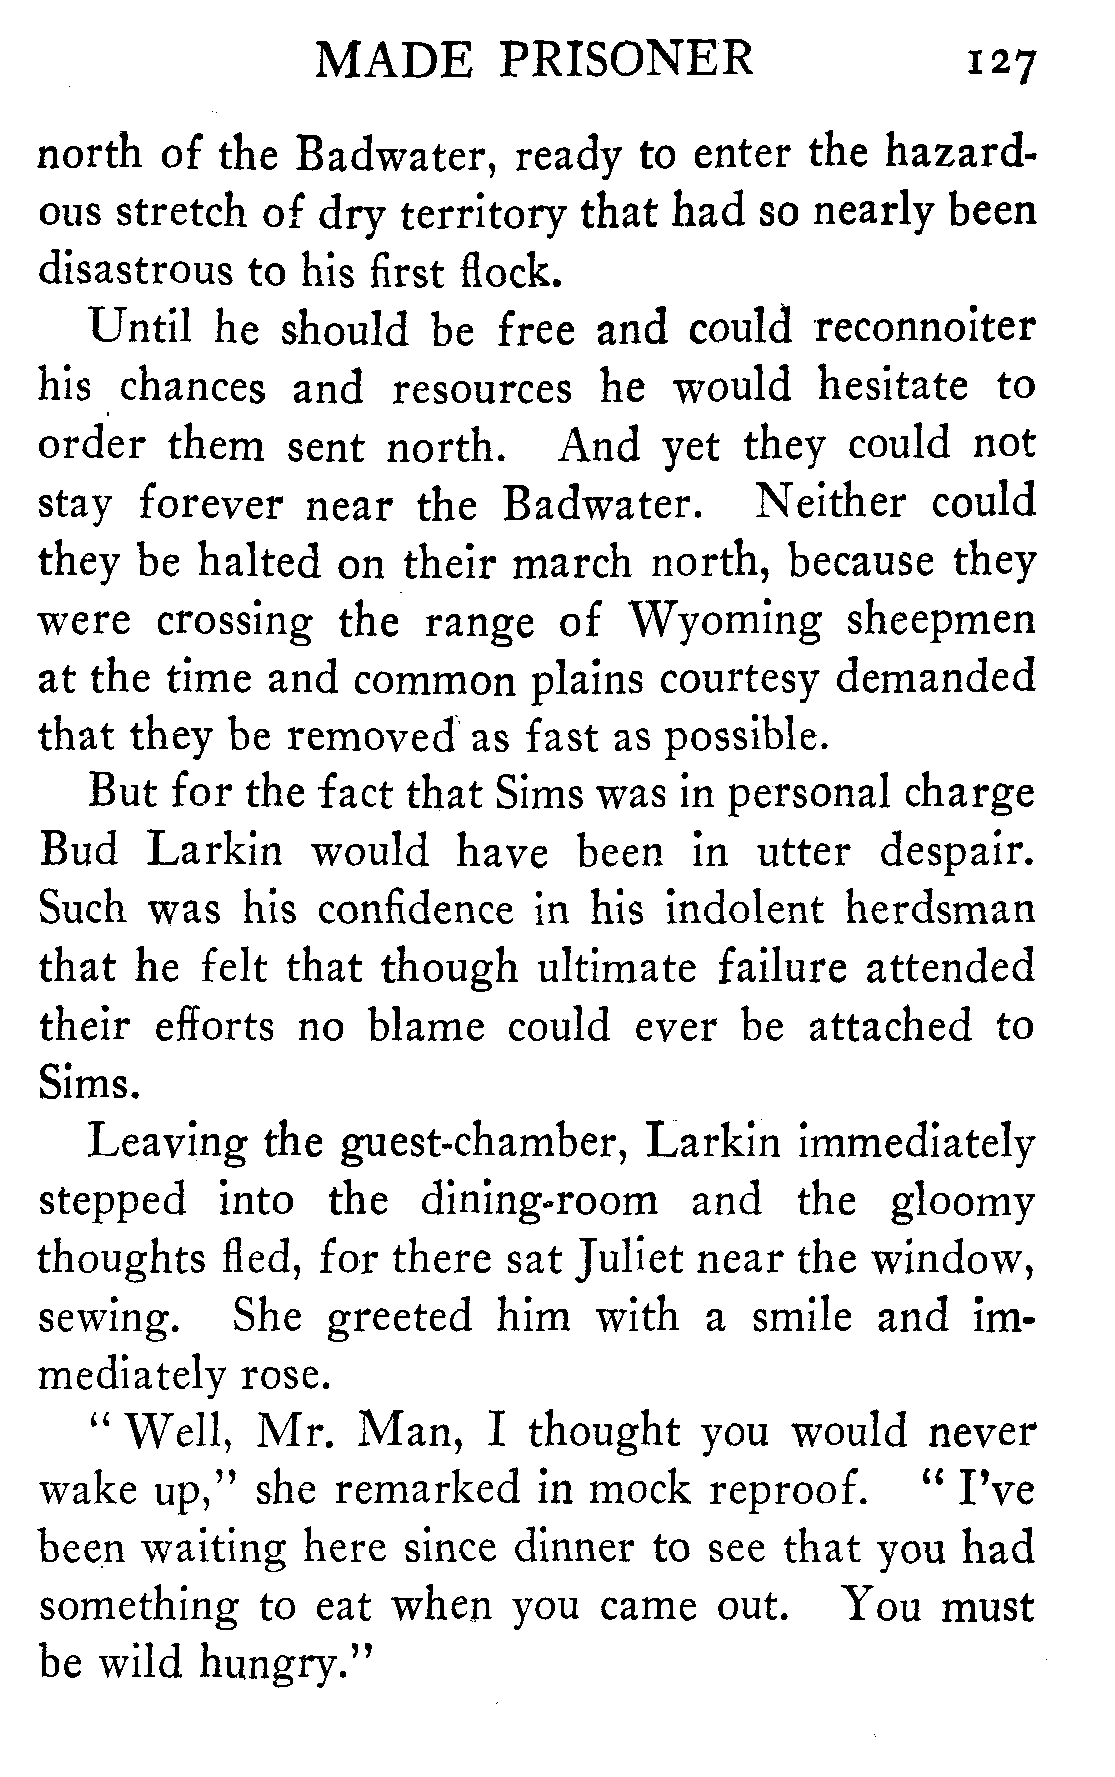 MADE PRISONER 127
north of the Badwater, ready to enter the hazard-
ous stretch of dry territory that had so nearly been
disastrous to his first flock.
Until he should be free and could reconnoiter
his chances and resources he would hesitate to
order them sent north. And yet they could not
stay forever near the Badwater. Neither could
they be halted on their march north, because they
were crossing the range of Wyoming sheepmen
at the time and common plains courtesy demanded
that they be removed as fast as possible.
But for the fact that Sims was in personal charge
Bud Larkin would have been in utter despair.
Such was his confidence in his indolent herdsman
that he felt that though ultimate failure attended
their efforts no blame could ever be attached to
Sims.
Leaving the guest-chamber, Larkin immediately
stepped into the dining-room and the gloomy
thoughts fled, for there sat Juliet near the window,
sewing. She greeted him with a smile and im-
mediately rose.
“ Well, Mr. Man, I thought you would never
wake up,” she remarked in mock reproof. “ I’ve
been waiting here since dinner to see that you had
something to eat when you came out. You must
be wild hungry.”